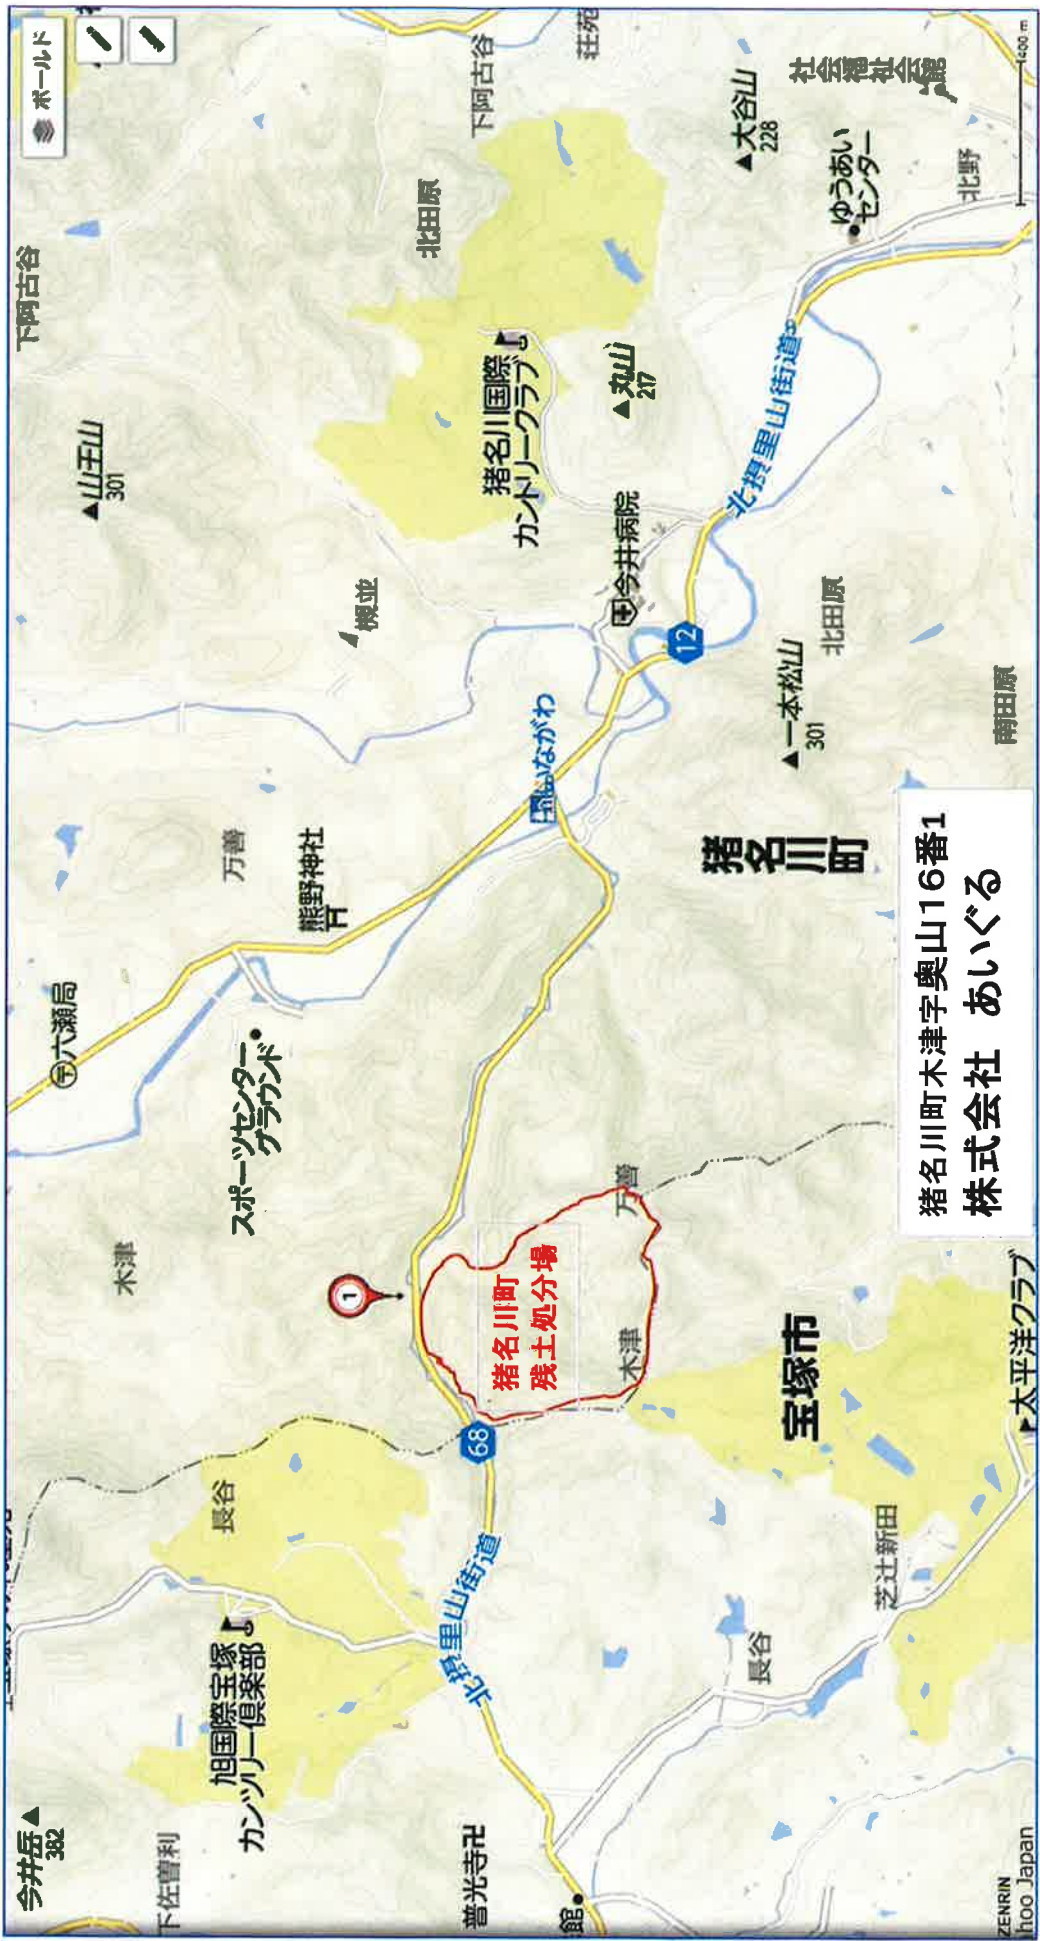 今井岳
382
下阿古谷
ボールド
〒六瀬局
▲山王山
301
木津
下佐曽利
旭国際宝塚
カンツリー倶楽部
長谷
スポーツセンター
グラウンド
万善
熊野神社
槻並
北田原
下阿古谷
1
普光寺
北摂里山街道
68
猪名川町
残土処分場
猪名川国際
カントリークラブ
いながわ
荘苑
館
木津
万善
今井病院
▲丸山
217
12
長谷
宝塚市
猪名川町
北摂里山街道
▲大谷山
228
▲一本松山
301
北田原
社会福祉会館
ゆうあい
センター
芝辻新田
猪名川町木津字奥山16番1
株式会社 あいぐる
北野
太平洋クラブ
南田原
ZENRIN
hoo Japan
400 m